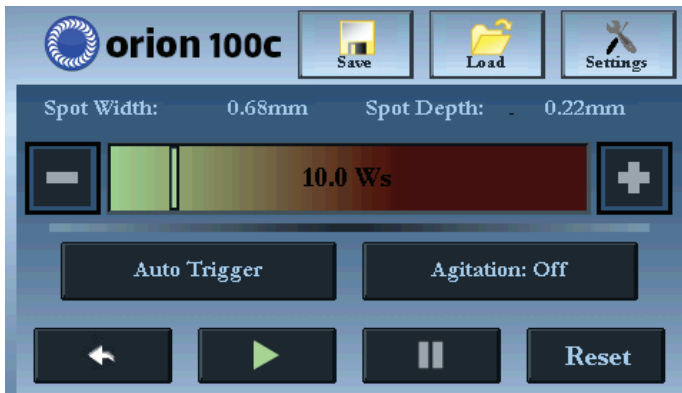 orion 100c Save Load Settings
Spot Width: 0.68mm Spot Depth: 0.22mm
10.0 Ws
Auto Trigger Agitation: Off
Reset